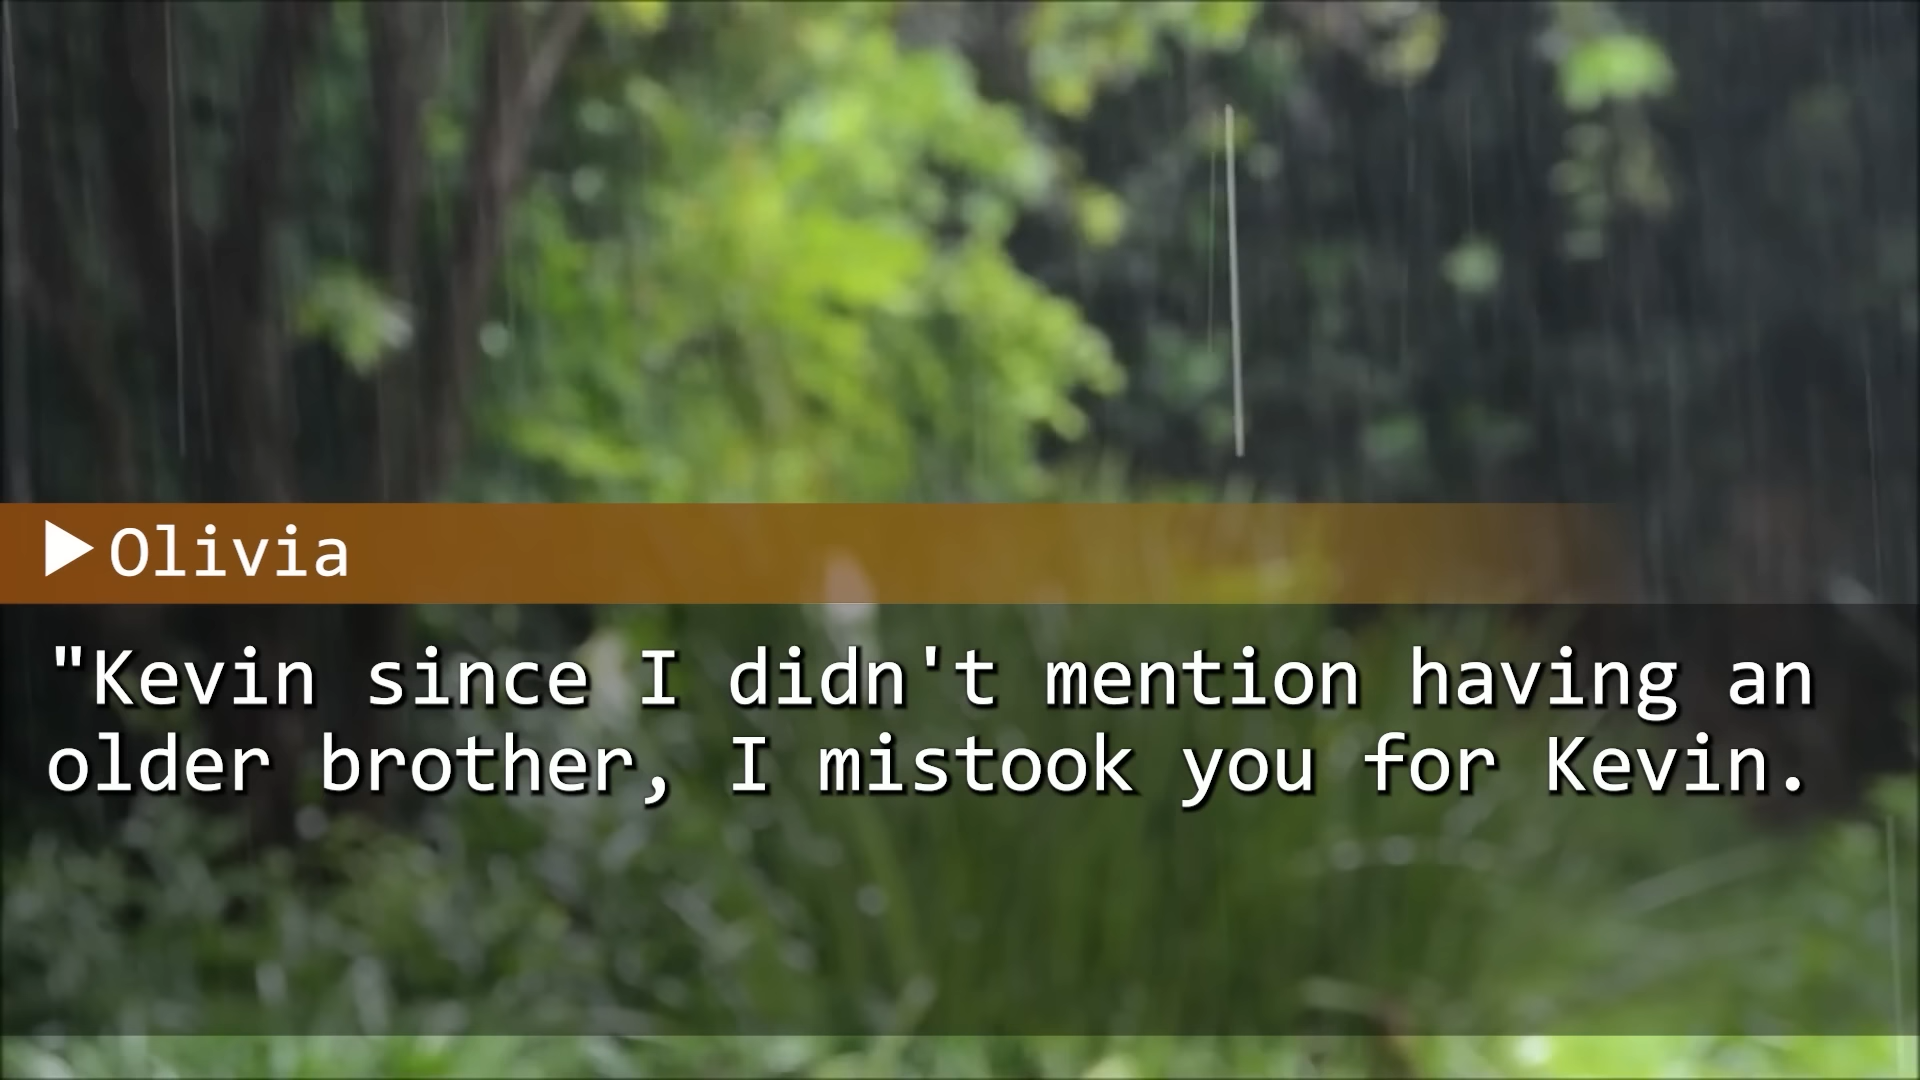 ▶Olivia
"Kevin since I didn't mention having an
older brother, I mistook you for Kevin.